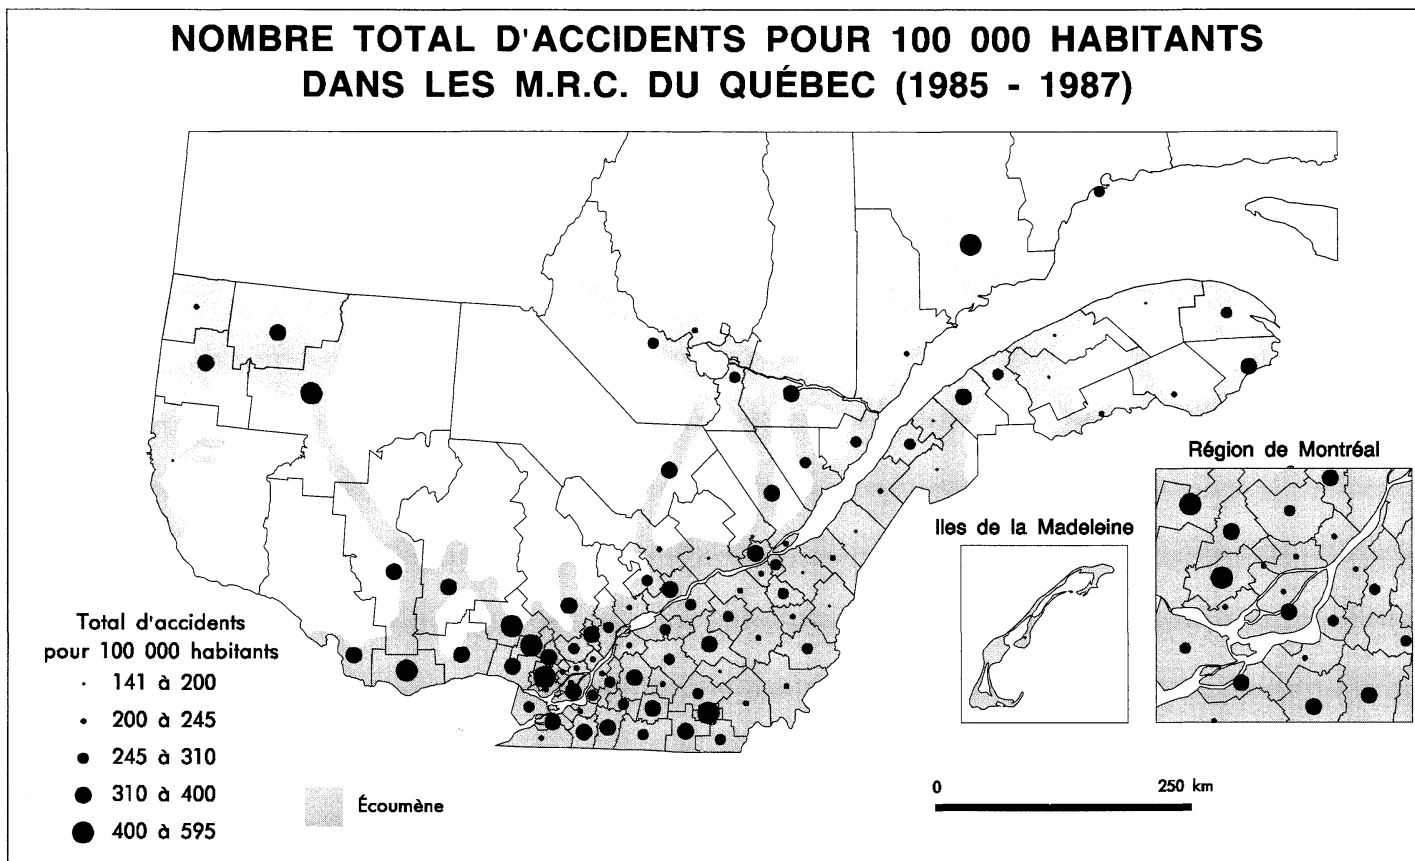 NOMBRE TOTAL D'ACCIDENTS POUR 100 000 HABITANTS
DANS LES M.R.C. DU QUÉBEC (1985 - 1987)
Région de Montréal
Iles de la Madeleine
Total d'accidents
pour 100 000 habitants
141 à 200
200 à 245
245 à 310
310 à 400
400 à 595
Écoumène
0 250 km